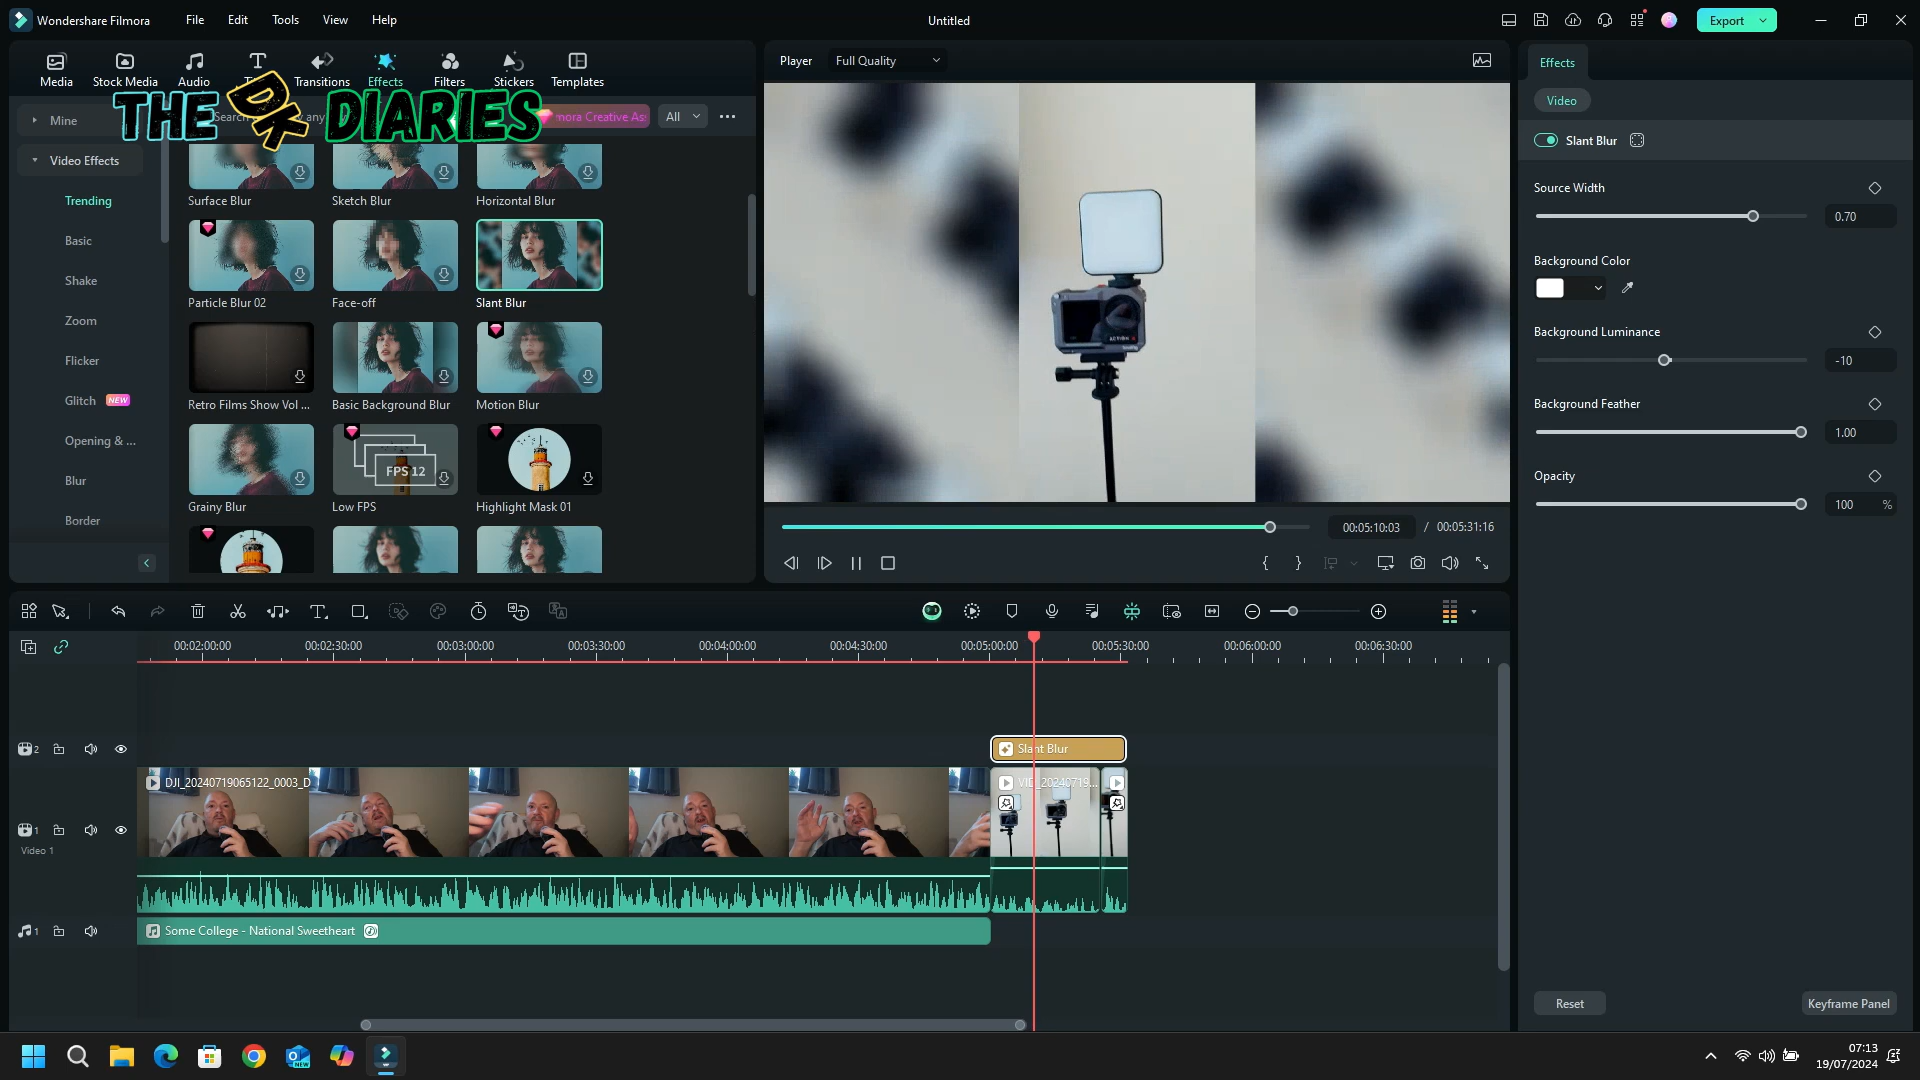 Wondershare Filmora
File
Edit
Tools
View
Help
Untitled
Export
Media
Stock Media
Audio
Transitions
Effects
Filters
Stickers
Templates
Player
Full Quality
Effects
Video
THE DK DIARIES
Mine
Search
All
Video Effects
Trending
Basic
Shake
Zoom
Flicker
Glitch NEW
Opening & ...
Blur
Border
Surface Blur
Sketch Blur
Horizontal Blur
Particle Blur 02
Face-off
Slant Blur
Retro Films Show Vol ...
Basic Background Blur
Motion Blur
FPS 12
Grainy Blur
Low FPS
Highlight Mask 01
Slant Blur
Source Width
0.70
Background Color
Background Luminance
-10
Background Feather
1.00
Opacity
100 %
00:05:10:03 / 00:05:31:16
00:02:00:00
00:02:30:00
00:03:00:00
00:03:30:00
00:04:00:00
00:04:30:00
00:05:00:00
00:05:30:00
00:06:00:00
00:06:30:00
2
Slant Blur
DJI_20240719065122_0003_D
1
Video 1
1
Some College - National Sweetheart
Reset
Keyframe Panel
NEW
07:13
19/07/2024